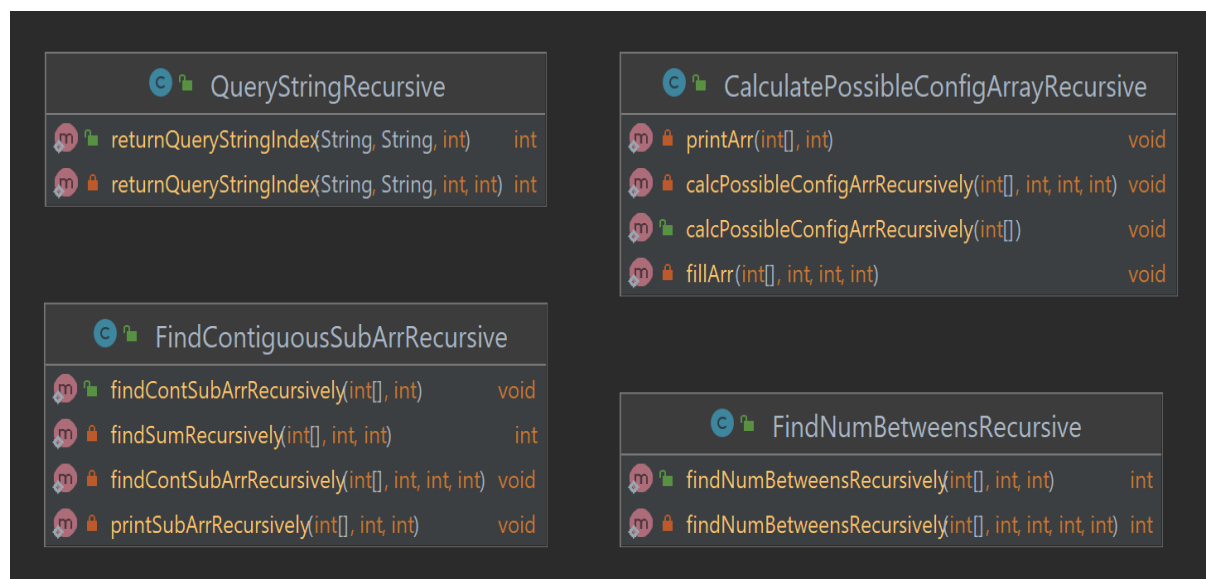 QueryStringRecursive
returnQueryStringIndex(String, String, int) int
returnQueryStringIndex(String, String, int, int) int
CalculatePossibleConfigArrayRecursive
printArr(int[], int) void
calcPossibleConfigArrRecursively(int[], int, int, int) void
calcPossibleConfigArrRecursively(int[]) void
fillArr(int[], int, int, int) void
FindContiguousSubArrRecursive
findContSubArrRecursively(int[], int) void
findSumRecursively(int[], int, int) int
findContSubArrRecursively(int[], int, int, int) void
printSubArrRecursively(int[], int, int) void
FindNumBetweensRecursive
findNumBetweensRecursively(int[], int, int) int
findNumBetweensRecursively(int[], int, int, int, int) int